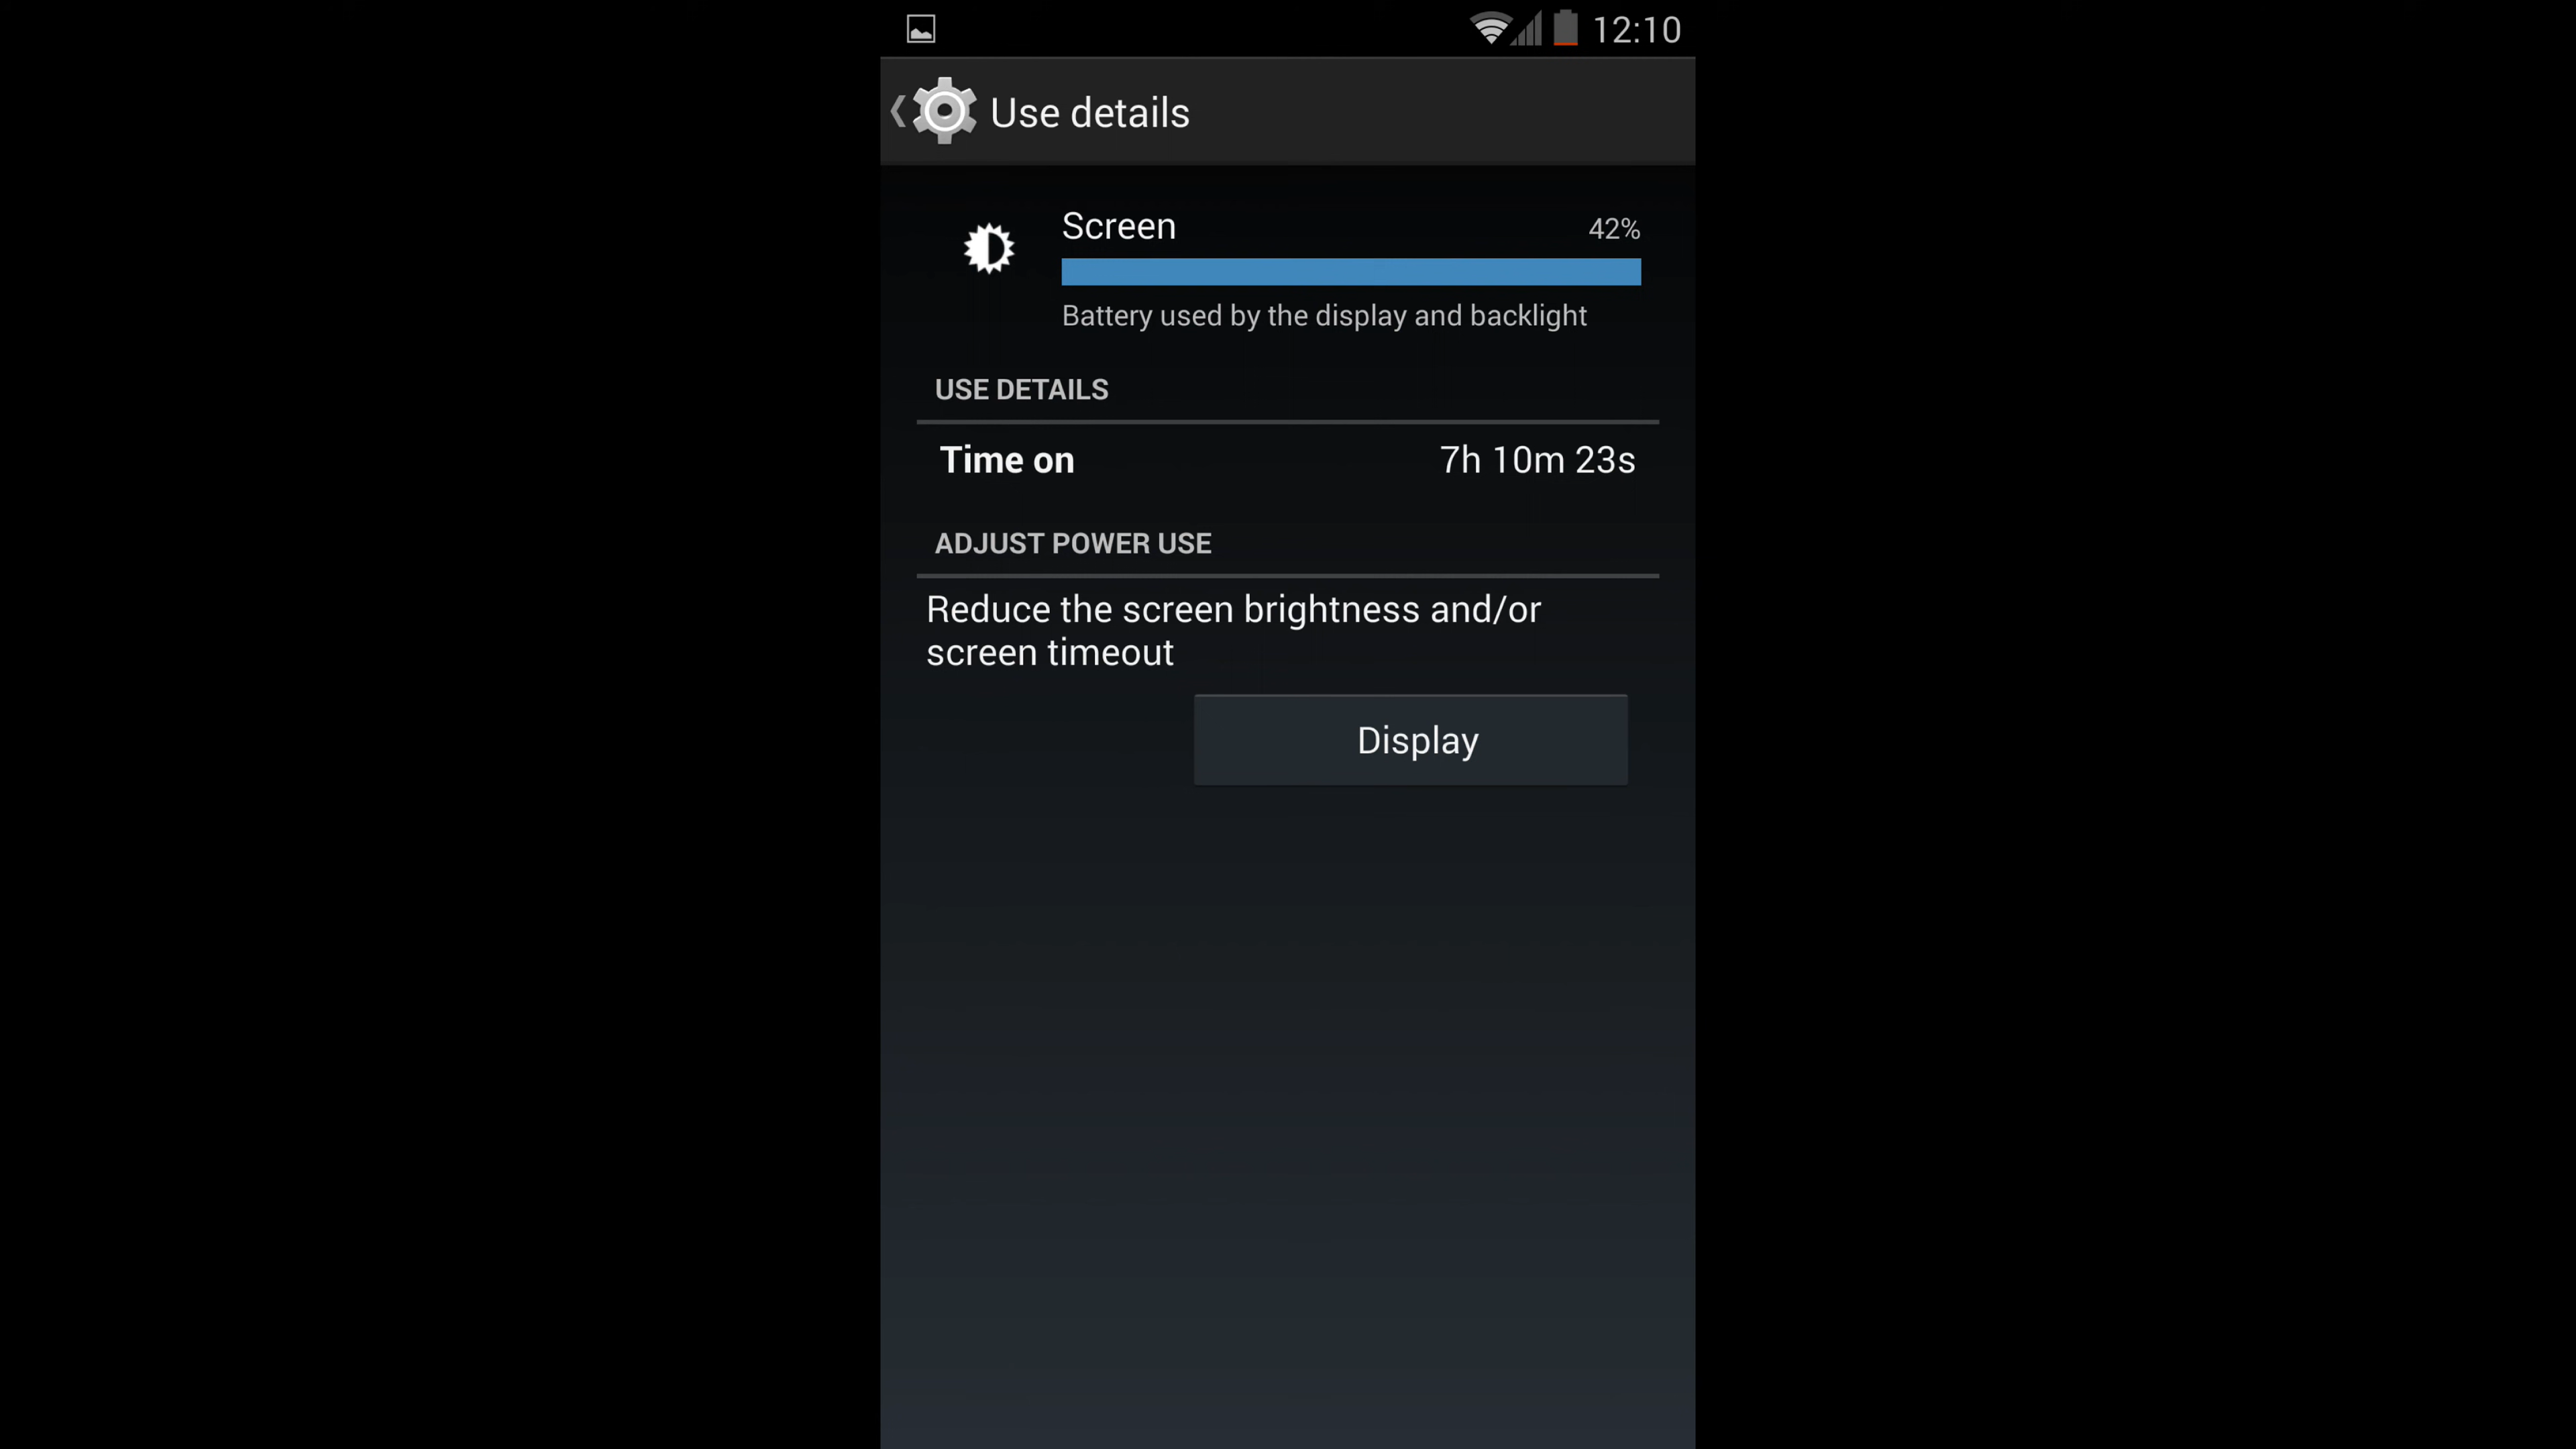 12:10
Use details
Screen 42%
Battery used by the display and backlight
USE DETAILS
Time on 7h 10m 23s
ADJUST POWER USE
Reduce the screen brightness and/or
screen timeout
Display